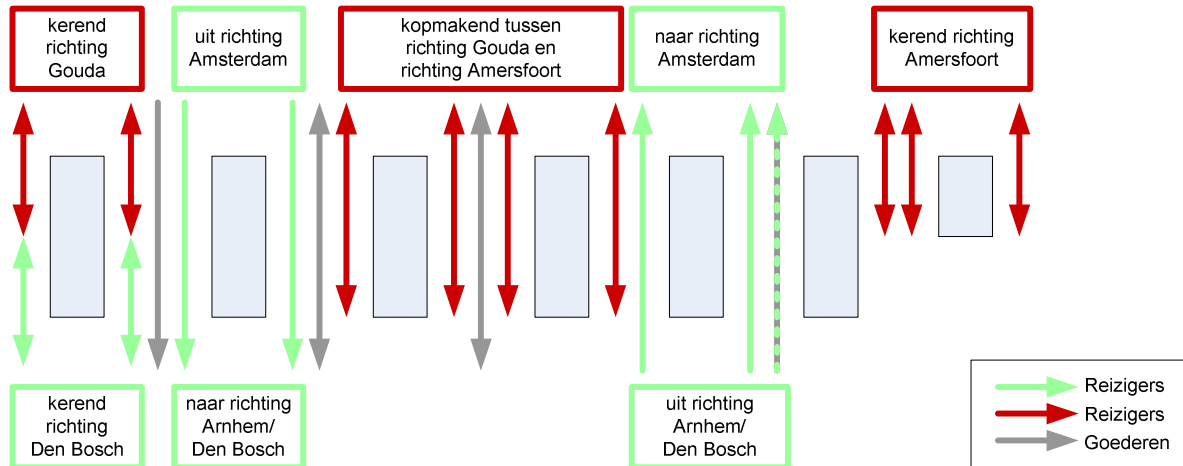 kerend
richting
Gouda
uit richting
Amsterdam
kopmakend tussen
richting Gouda en
richting Amersfoort
naar richting
Amsterdam
kerend richting
Amersfoort
kerend
richting
Den Bosch
naar richting
Arnhem/
Den Bosch
uit richting
Arnhem/
Den Bosch
Reizigers
Reizigers
Goederen